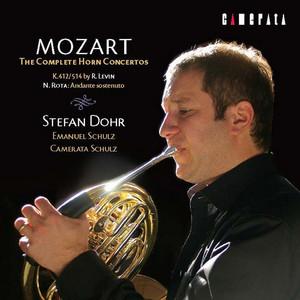 Camerata
MOZART
The Complete Horn Concertos
K.412/514 by R. Levin
N. Rota: Andante sostenuto
Stefan Dohr
Emanuel Schulz
Camerata Schulz